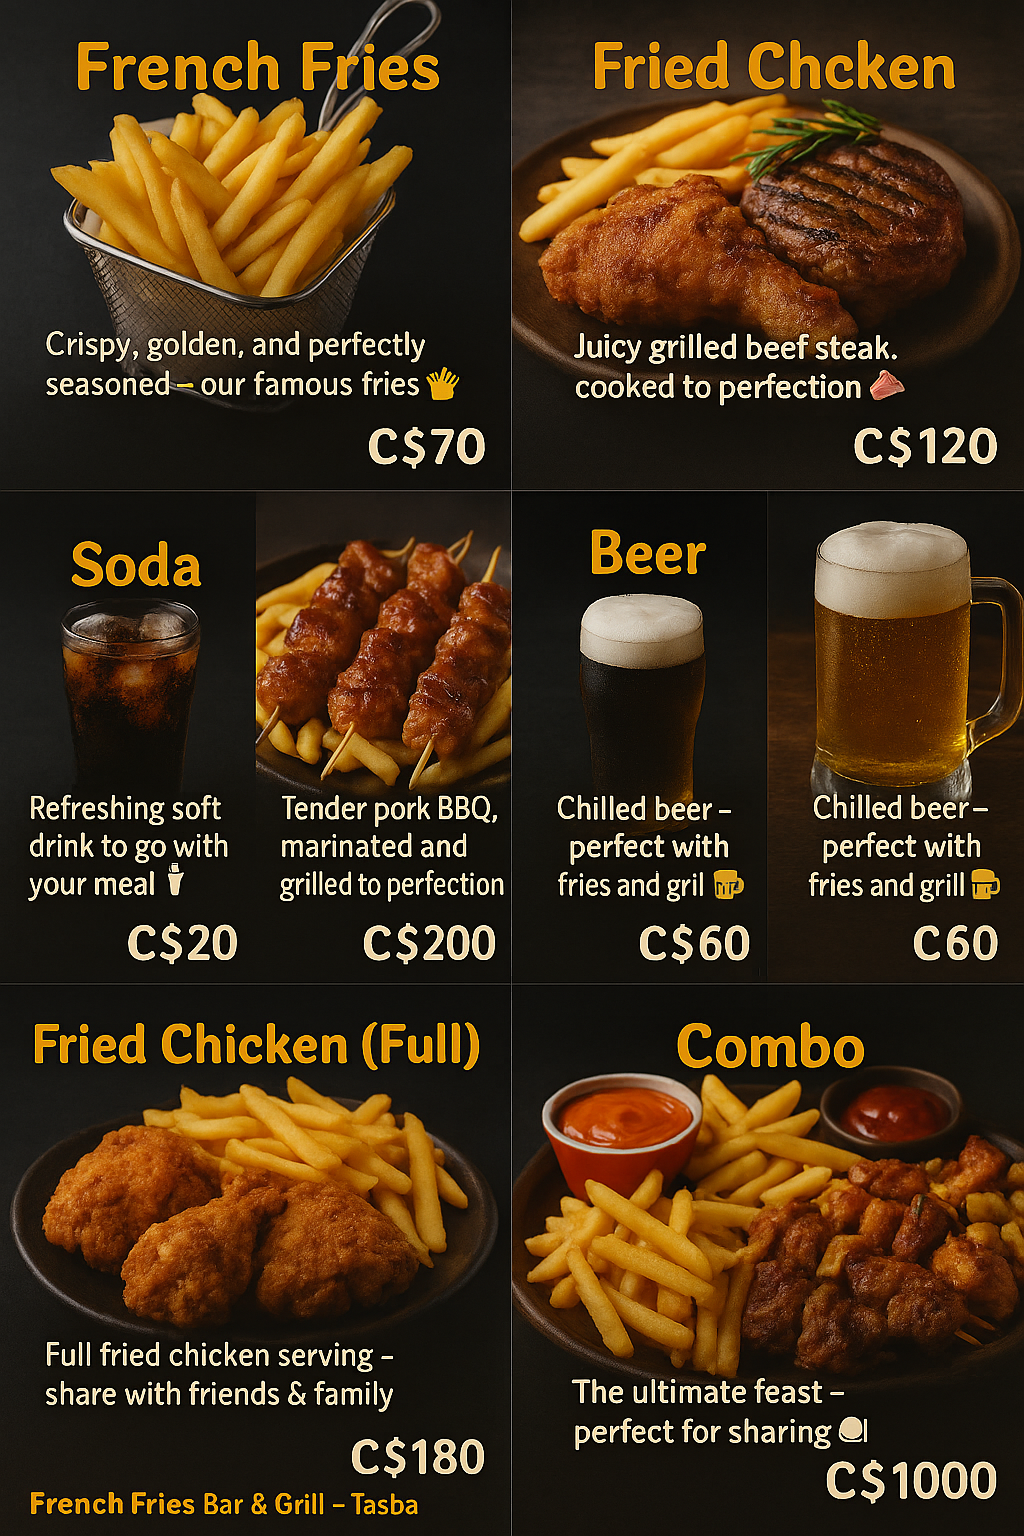 French Fries
Crispy, golden, and perfectly
seasoned – our famous fries
C$70
Fried Chcken
Juicy grilled beef steak.
cooked to perfection
C$120
Soda
Refreshing soft
drink to go with
your meal
C$20
Tender pork BBQ,
marinated and
grilled to perfection
C$200
Beer
Chilled beer –
perfect with
fries and gril
C$60
Chilled beer –
perfect with
fries and grill
C60
Fried Chicken (Full)
Full fried chicken serving –
share with friends & family
C$180
French Fries Bar & Grill – Tasba
Combo
The ultimate feast –
perfect for sharing
C$1000